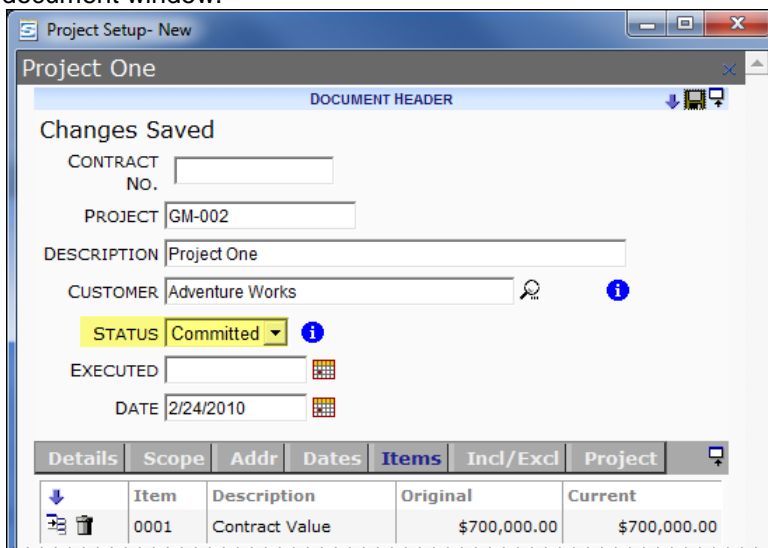 document window.
Project Setup- New
Project One
DOCUMENT HEADER
Changes Saved
CONTRACT
NO.
PROJECT GM-002
DESCRIPTION Project One
CUSTOMER Adventure Works
STATUS Committed
EXECUTED
DATE 2/24/2010
Details Scope Addr Dates Items Incl/Excl Project
Item Description Original Current
0001 Contract Value $700,000.00 $700,000.00